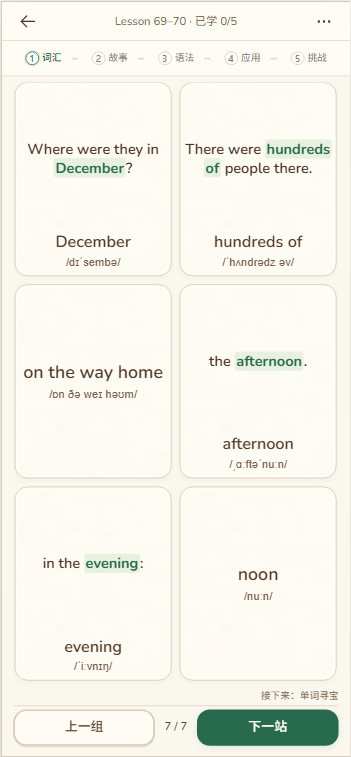 Lesson 69–70 · 已学 0/5
1 词汇 – 2 故事 – 3 语法 – 4 应用 – 5 挑战
Where were they in
December?
December
/dɪˈsembə/
There were hundreds
of people there.
hundreds of
/ˈhʌndrədz əv/
on the way home
/ɒn ðə weɪ həʊm/
the afternoon.
afternoon
/ˌɑːftəˈnuːn/
in the evening:
evening
/ˈiːvnɪŋ/
noon
/nuːn/
接下来：单词寻宝
上一组
7 / 7
下一站